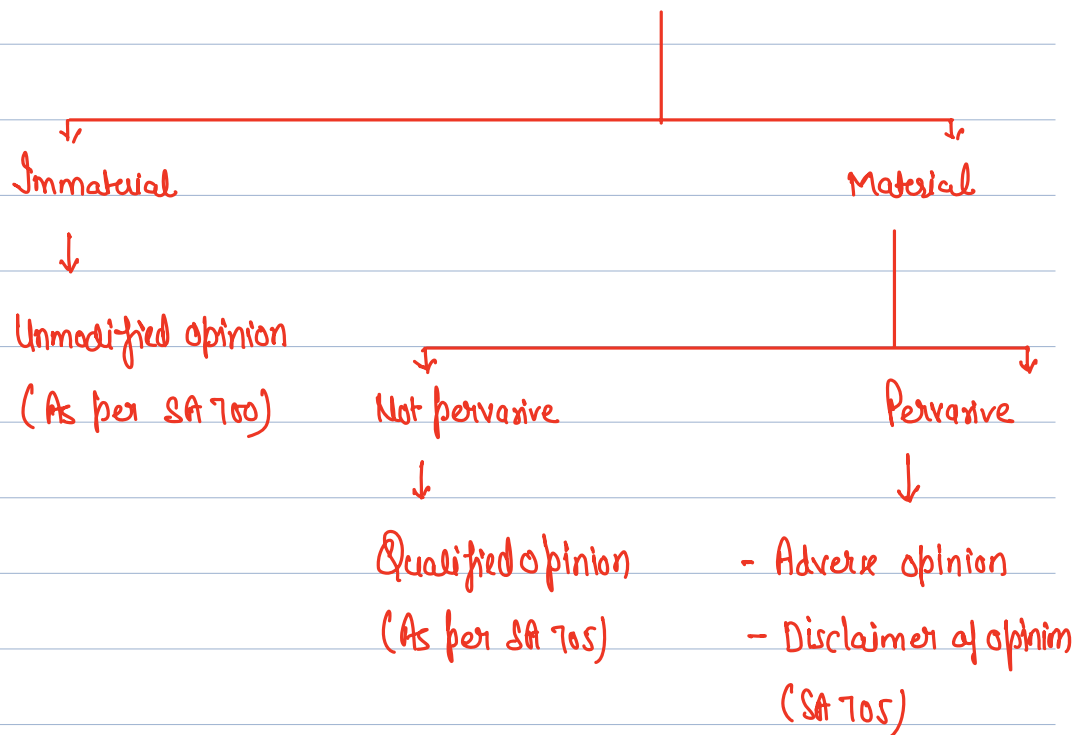 Immaterial
Material
Unmodified opinion
(As per SA 700)
Not pervasive
Pervasive
Qualified opinion
(As per SA 705)
- Adverse opinion
- Disclaimer of opinion
(SA 705)